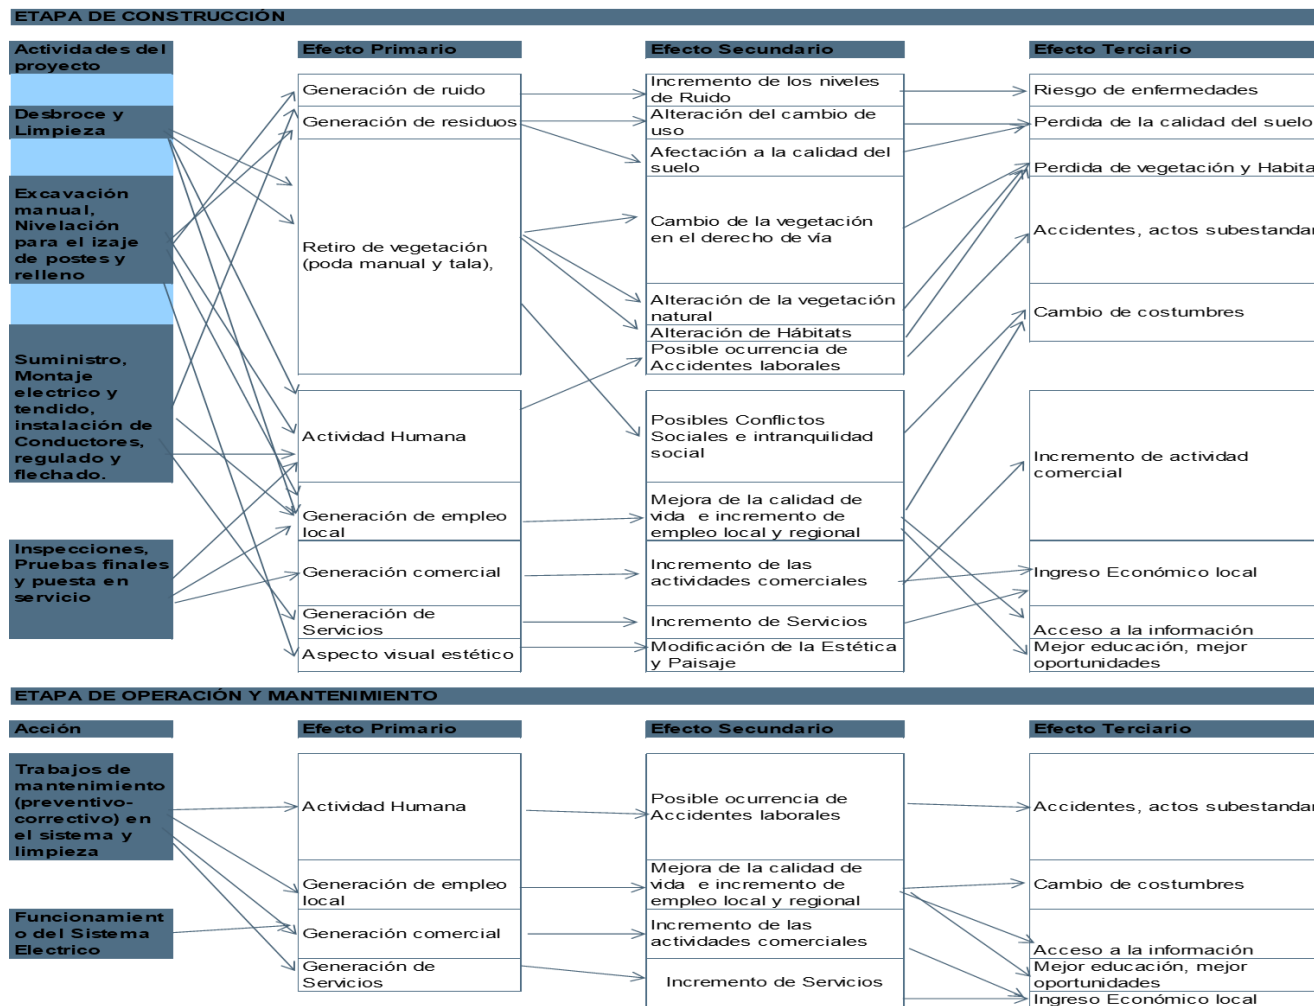 ETAPA DE CONSTRUCCIÓN
Actividades del
proyecto
Efecto Primario
Efecto Secundario
Efecto Terciario
Desbroce y
Limpieza
Excavación
manual,
Nivelación
para el izaje
de postes y
relleno
Suministro,
Montaje
electrico y
tendido,
instalación de
Conductores,
regulado y
flechado.
Inspecciones,
Pruebas finales
y puesta en
servicio
Generación de ruido
Generación de residuos
Retiro de vegetación
(poda manual y tala),
Actividad Humana
Generación de empleo
local
Generación comercial
Generación de
Servicios
Aspecto visual estético
Incremento de los niveles
de Ruido
Alteración del cambio de
uso
Afectación a la calidad del
suelo
Cambio de la vegetación
en el derecho de vía
Alteración de la vegetación
natural
Alteración de Hábitats
Posible ocurrencia de
Accidentes laborales
Posibles Conflictos
Sociales e intranquilidad
social
Mejora de la calidad de
vida e incremento de
empleo local y regional
Incremento de las
actividades comerciales
Incremento de Servicios
Modificación de la Estética
y Paisaje
Riesgo de enfermedades
Perdida de la calidad del suelo
Perdida de vegetación y Habita
Accidentes, actos subestandar
Cambio de costumbres
Incremento de actividad
comercial
Ingreso Económico local
Acceso a la información
Mejor educación, mejor
oportunidades
ETAPA DE OPERACIÓN Y MANTENIMIENTO
Acción
Efecto Primario
Efecto Secundario
Efecto Terciario
Trabajos de
mantenimiento
(preventivo-
correctivo) en
el sistema y
limpieza
Funcionamient
o del Sistema
Electrico
Actividad Humana
Generación de empleo
local
Generación comercial
Generación de
Servicios
Posible ocurrencia de
Accidentes laborales
Mejora de la calidad de
vida e incremento de
empleo local y regional
Incremento de las
actividades comerciales
Incremento de Servicios
Accidentes, actos subestandar
Cambio de costumbres
Acceso a la información
Mejor educación, mejor
oportunidades
Ingreso Económico local